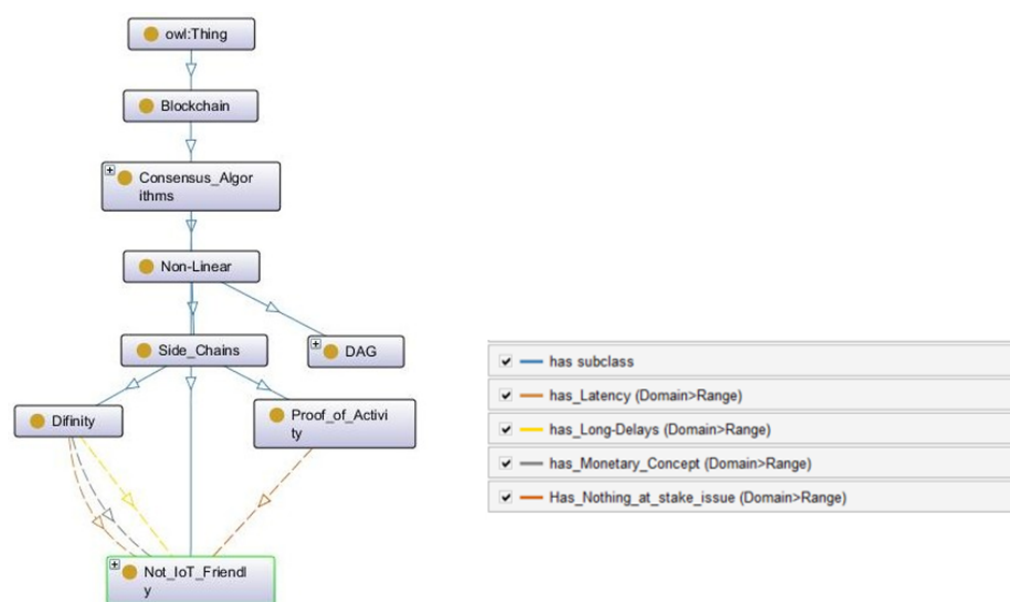 owl:Thing
Blockchain
Consensus_Algor
ithms
Non-Linear
Side_Chains
DAG
Difinity
Proof_of_Activi
ty
Not_IoT_Friendl
y
has subclass
has_Latency (Domain>Range)
has_Long-Delays (Domain>Range)
has_Monetary_Concept (Domain>Range)
Has_Nothing_at_stake_issue (Domain>Range)